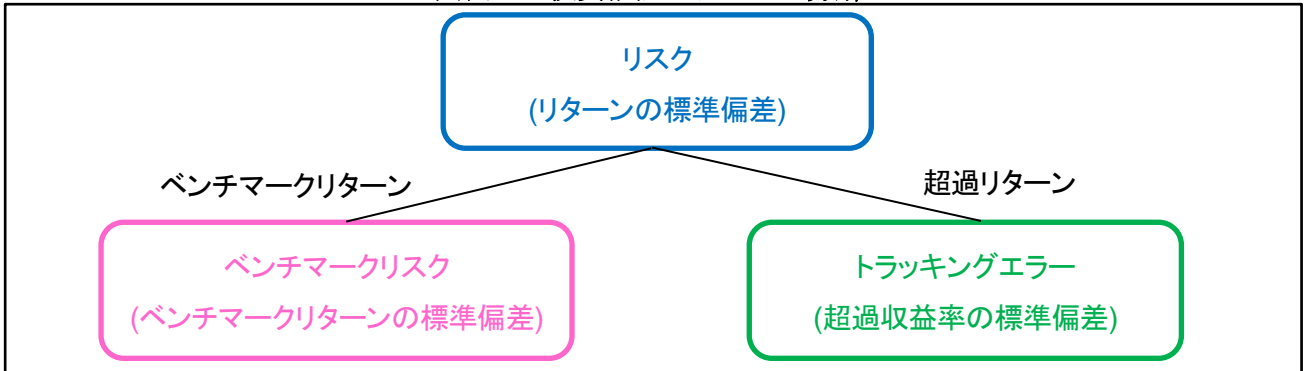 リスク
(リターンの標準偏差)
ベンチマークリターン
超過リターン
ベンチマークリスク
(ベンチマークリターンの標準偏差)
トラッキングエラー
(超過収益率の標準偏差)